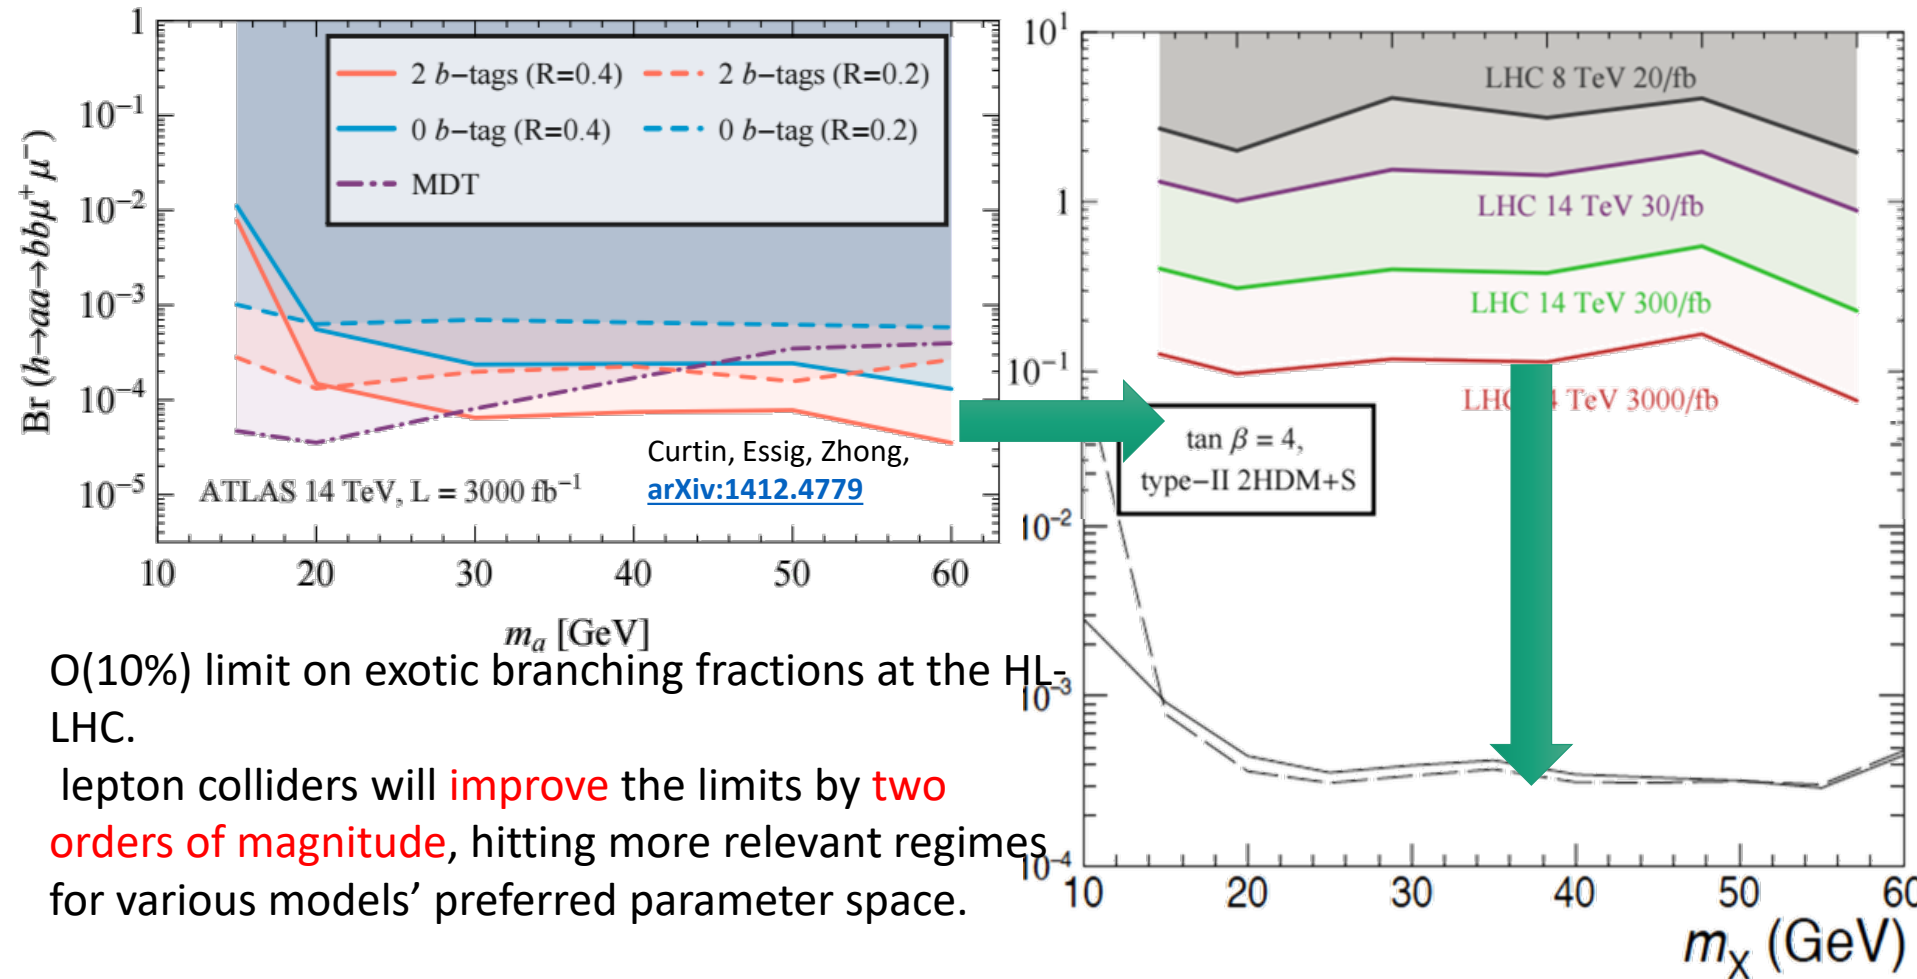 1
10⁻¹
10⁻²
10⁻³
10⁻⁴
10⁻⁵
Br (h→aa→bbμ⁺ μ⁻)
2 b−tags (R=0.4)
2 b−tags (R=0.2)
0 b−tag (R=0.4)
0 b−tag (R=0.2)
MDT
ATLAS 14 TeV, L = 3000 fb⁻¹
Curtin, Essig, Zhong,
arXiv:1412.4779
10 20 30 40 50 60
mₐ [GeV]
10¹
1
10⁻¹
10⁻²
10⁻³
10⁻⁴
LHC 8 TeV 20/fb
LHC 14 TeV 30/fb
LHC 14 TeV 300/fb
LHC 4 TeV 3000/fb
tan β = 4,
type−II 2HDM+S
10 20 30 40 50 60
m_X (GeV)
O(10%) limit on exotic branching fractions at the HL-
LHC.
lepton colliders will improve the limits by two
orders of magnitude, hitting more relevant regimes
for various models’ preferred parameter space.